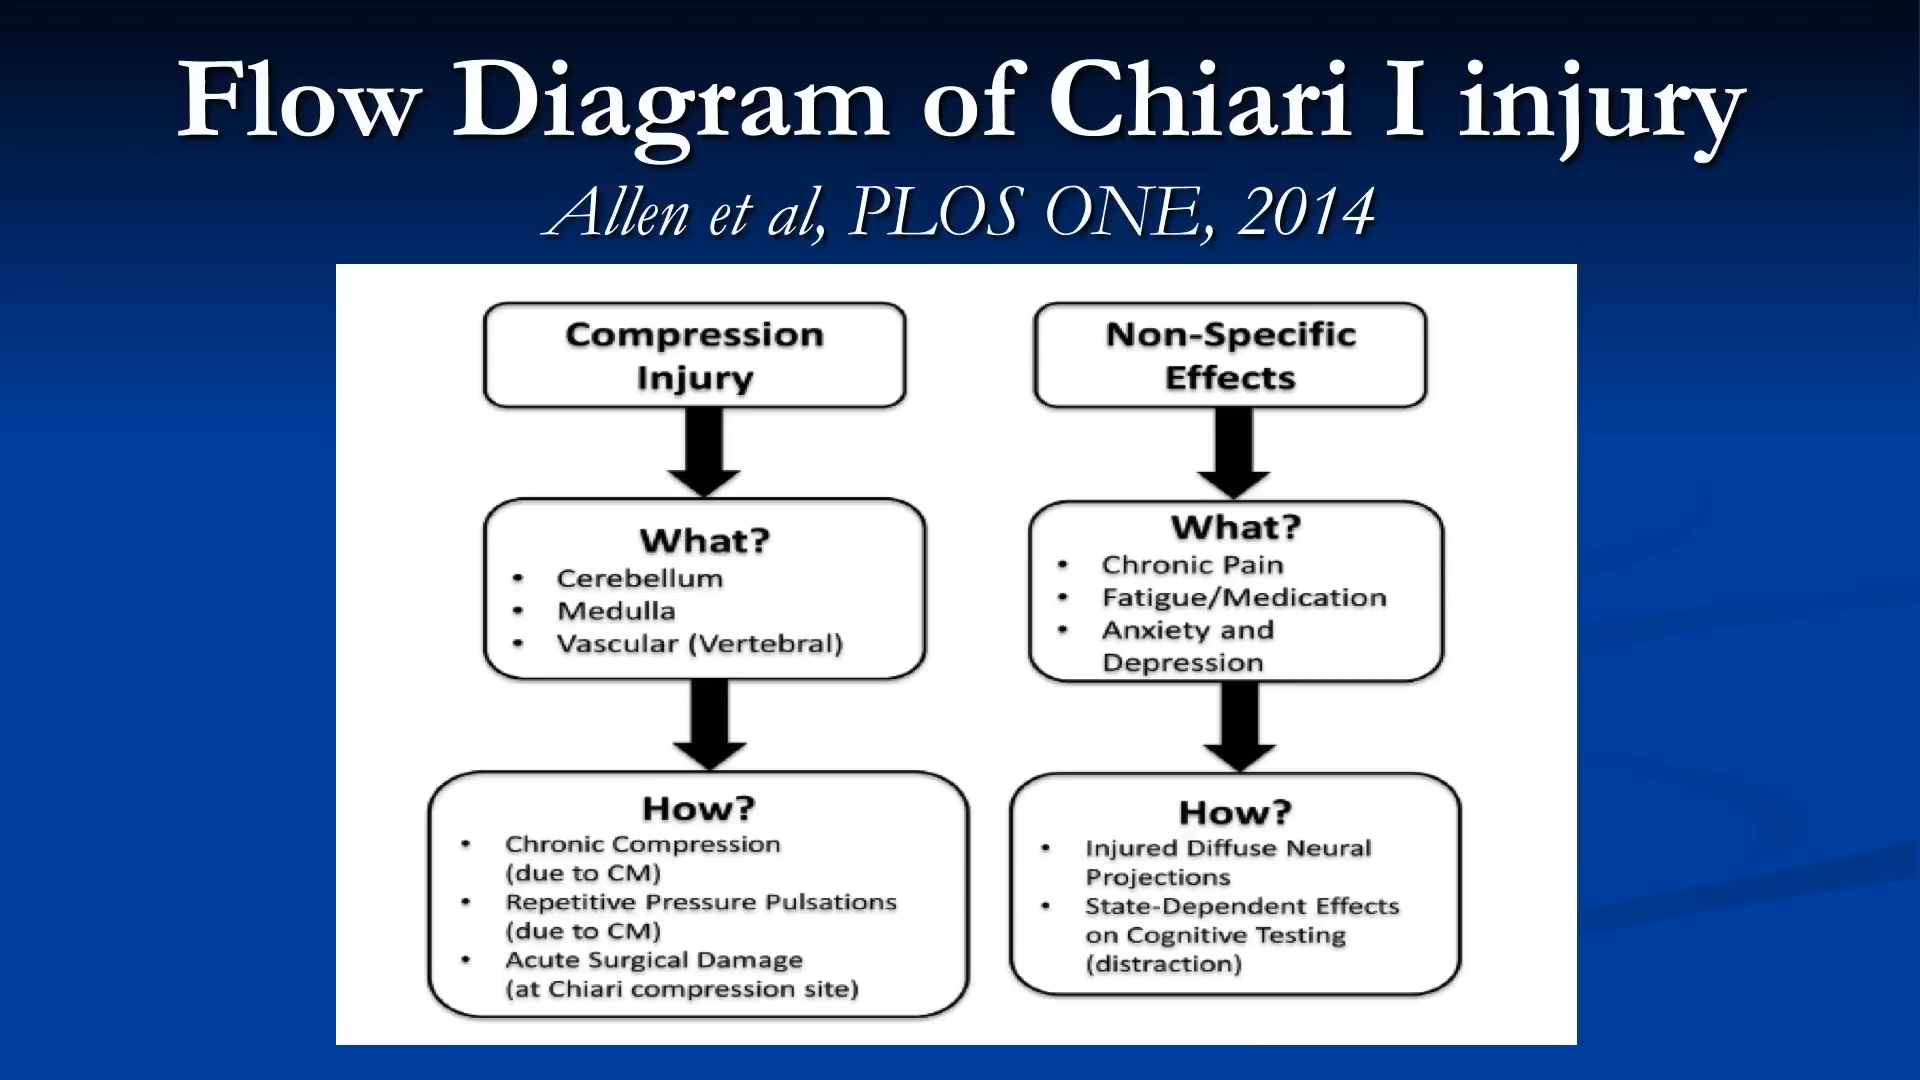 Flow Diagram of Chiari I injury
Allen et al, PLOS ONE, 2014
Compression
Injury
What?
• Cerebellum
• Medulla
• Vascular (Vertebral)
How?
• Chronic Compression
(due to CM)
• Repetitive Pressure Pulsations
(due to CM)
• Acute Surgical Damage
(at Chiari compression site)
Non-Specific
Effects
What?
• Chronic Pain
• Fatigue/Medication
• Anxiety and
Depression
How?
• Injured Diffuse Neural
Projections
• State-Dependent Effects
on Cognitive Testing
(distraction)